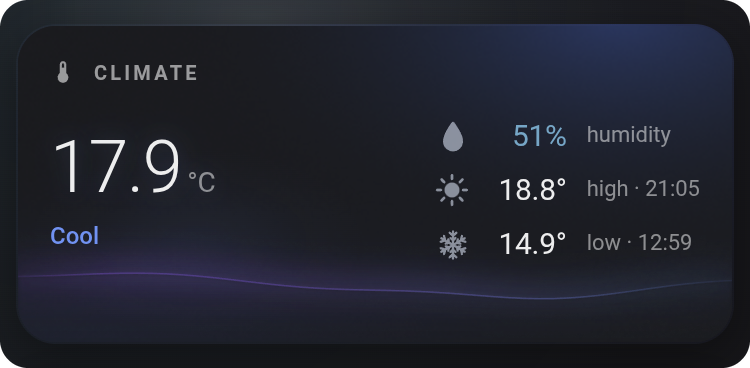 CLIMATE
17.9 °C
Cool
51% humidity
18.8° high · 21:05
14.9° low · 12:59